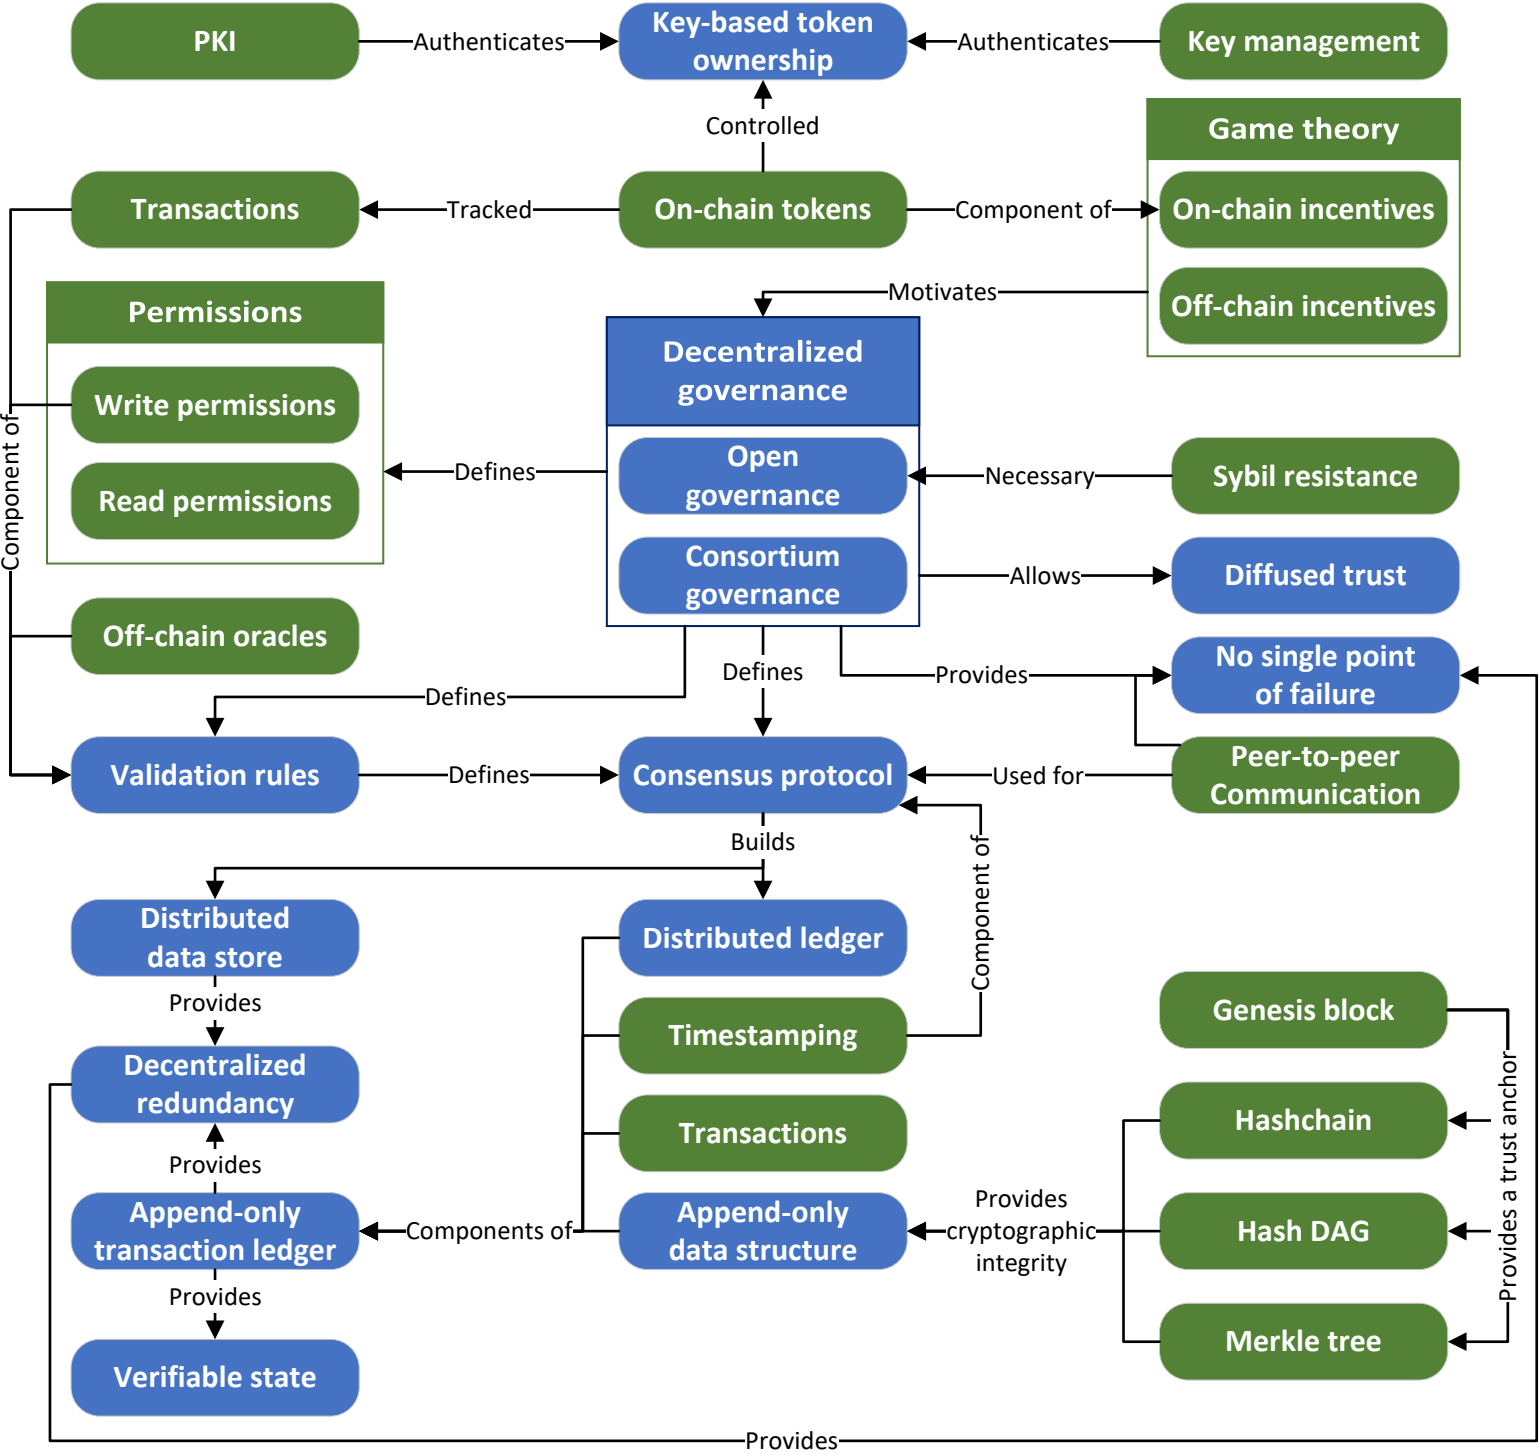 PKI
Authenticates
Key-based token
ownership
Authenticates
Key management
Controlled
Game theory
Transactions
Tracked
On-chain tokens
Component of
On-chain incentives
Off-chain incentives
Motivates
Permissions
Write permissions
Read permissions
Component of
Decentralized
governance
Defines
Open
governance
Necessary
Sybil resistance
Consortium
governance
Allows
Diffused trust
Off-chain oracles
Defines
Defines
Provides
No single point
of failure
Validation rules
Defines
Consensus protocol
Used for
Peer-to-peer
Communication
Builds
Component of
Distributed
data store
Distributed ledger
Provides
Timestamping
Genesis block
Decentralized
redundancy
Transactions
Hashchain
Provides a trust anchor
Provides
Append-only
transaction ledger
Components of
Append-only
data structure
Provides
cryptographic
integrity
Hash DAG
Provides
Merkle tree
Verifiable state
Provides